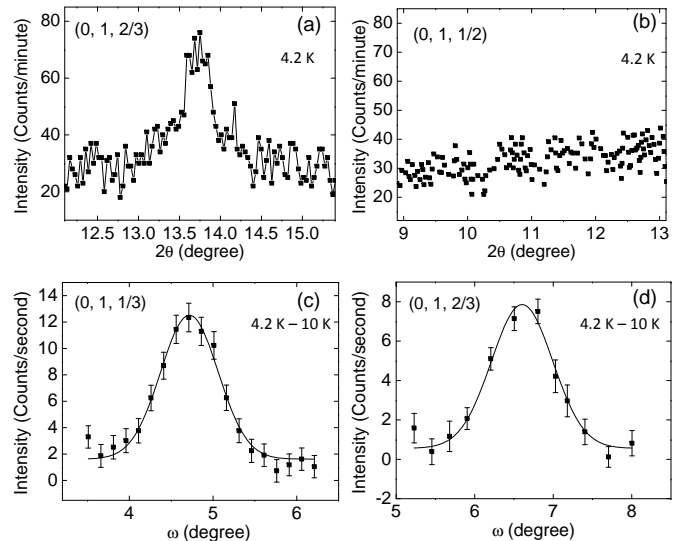 (0, 1, 2/3)
(a)
4.2 K
Intensity (Counts/minute)
80
60
40
20
12.5
13.0
13.5
14.0
14.5
15.0
2θ (degree)
(0, 1, 1/2)
(b)
4.2 K
Intensity (Counts/minute)
80
70
60
50
40
30
20
9
10
11
12
13
2θ (degree)
(0, 1, 1/3)
(c)
4.2 K – 10 K
Intensity (Counts/second)
14
12
10
8
6
4
2
0
4
5
6
ω (degree)
(0, 1, 2/3)
(d)
4.2 K – 10 K
Intensity (Counts/second)
8
6
4
2
0
-2
5
6
7
8
9
ω (degree)